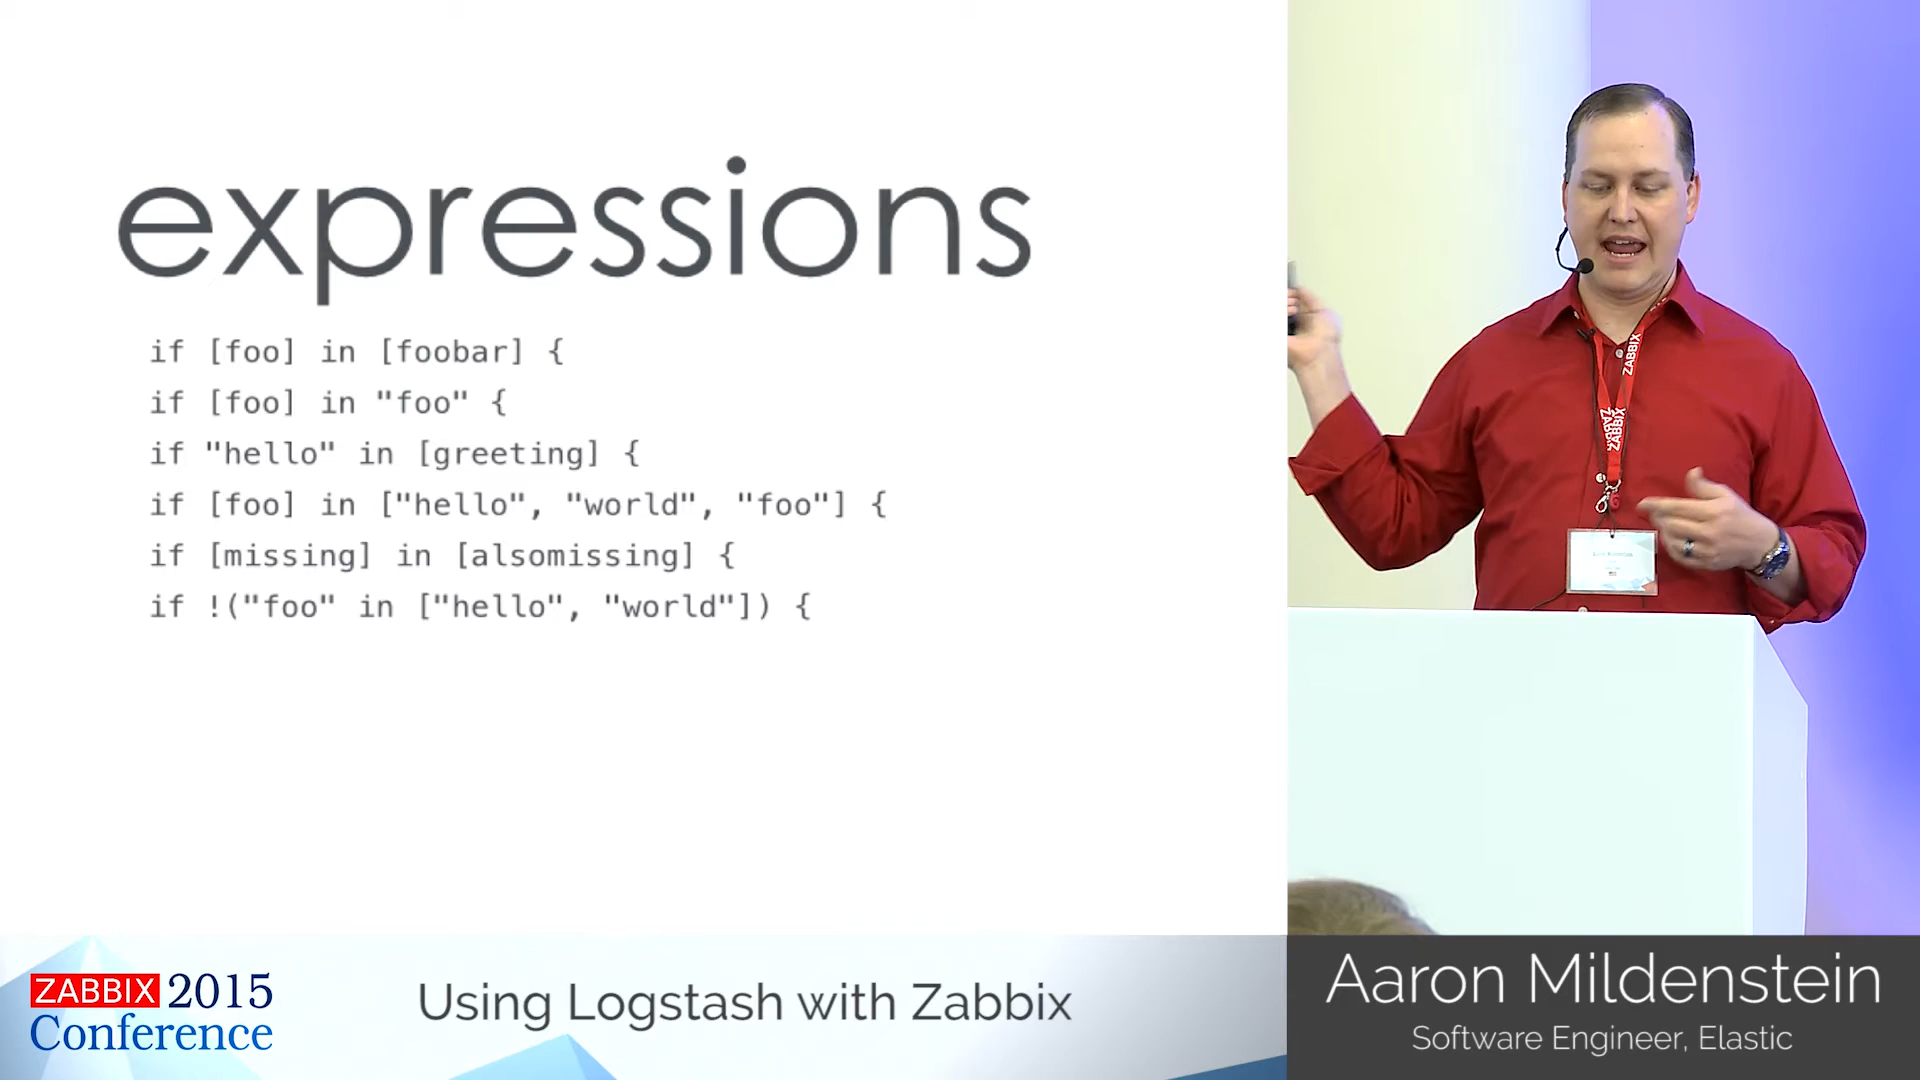 expressions
if [foo] in [foobar] {
if [foo] in "foo" {
if "hello" in [greeting] {
if [foo] in ["hello", "world", "foo"] {
if [missing] in [alsomissing] {
if !("foo" in ["hello", "world"]) {
ZABBIX
ZABBIX
ZABBIX 2015
Conference
Using Logstash with Zabbix
Aaron Mildenstein
Software Engineer, Elastic